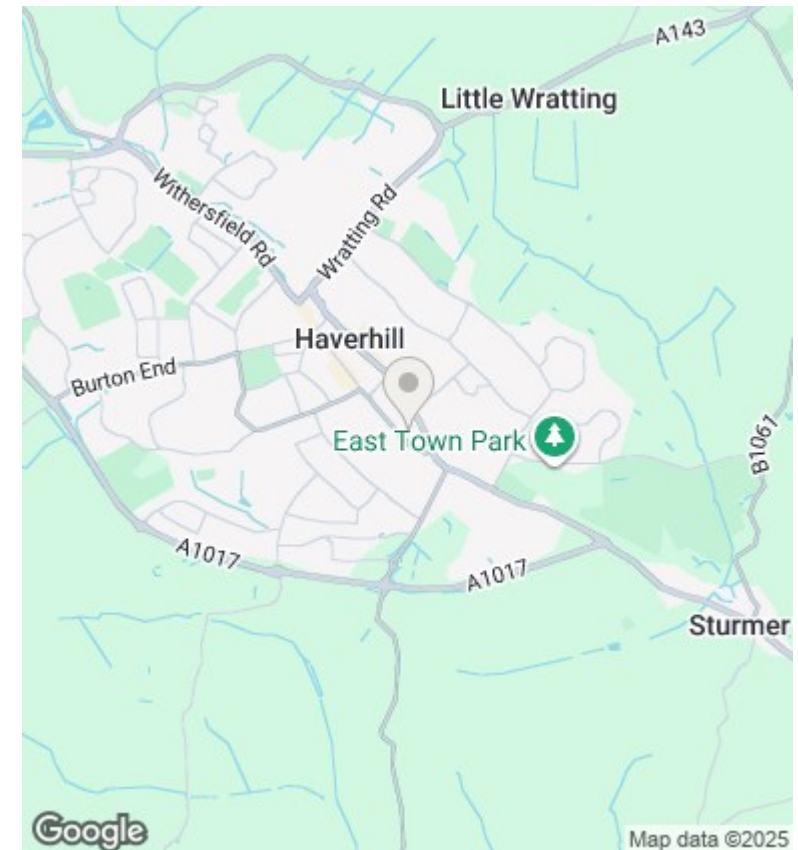 A143
Little Wratting
Withersfield Rd
Wratting Rd
Haverhill
Burton End
East Town Park
B1061
A1017
A1017
Sturmer
Google
Map data ©2025